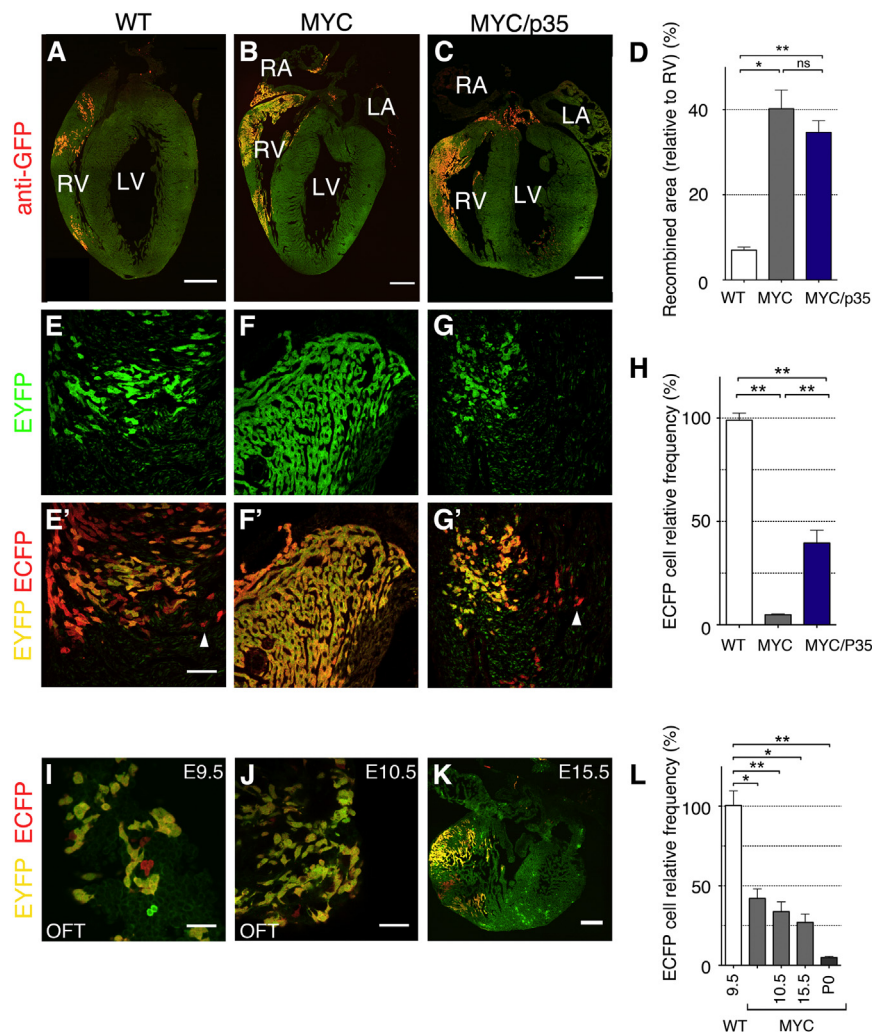 WT
MYC
MYC/p35
anti-GFP
A
RV
LV
B
RA
LA
RV
LV
C
RA
LA
RV
LV
D
Recombined area (relative to RV) (%)
**
*
ns
40
20
0
WT
MYC
MYC/p35
EYFP
E
F
G
EYFP ECFP
E’
F’
G’
H
ECFP cell relative frequency (%)
**
**
**
100
50
0
WT
MYC
MYC/P35
EYFP ECFP
I
E9.5
OFT
J
E10.5
OFT
K
E15.5
L
ECFP cell relative frequency (%)
**
*
**
*
100
50
0
9.5
10.5
15.5
P0
WT
MYC